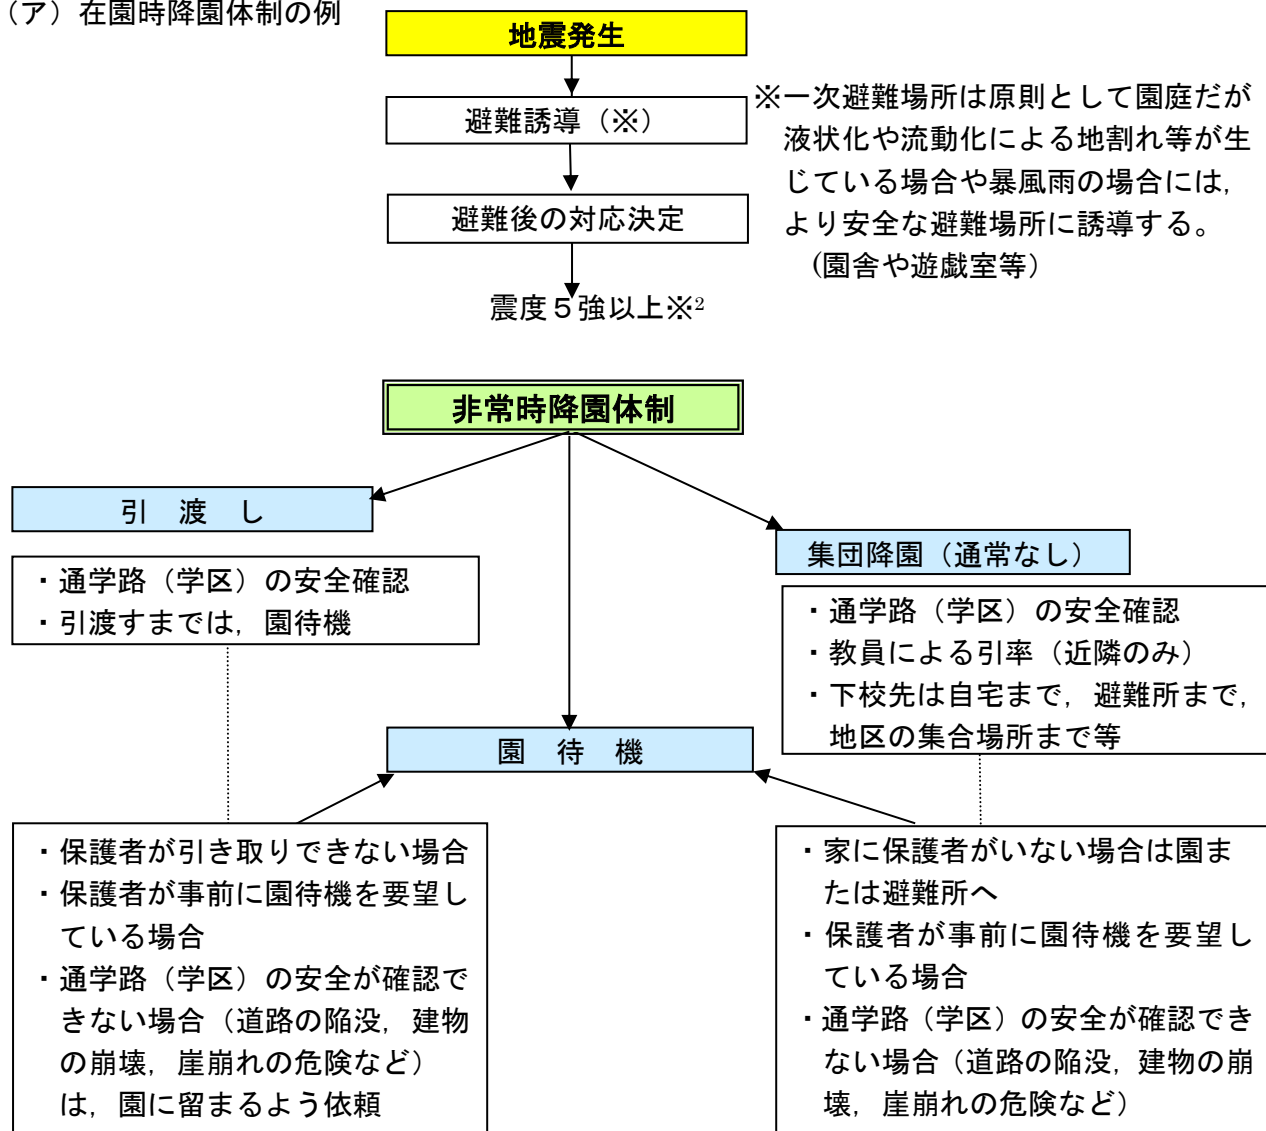 （ア）在園時降園体制の例
地震発生
避難誘導（※）
※一次避難場所は原則として園庭だが
液状化や流動化による地割れ等が生
じている場合や暴風雨の場合には，
より安全な避難場所に誘導する。
(園舎や遊戯室等）
避難後の対応決定
震度５強以上※2
非常時降園体制
引　渡　し
・通学路（学区）の安全確認
・引渡すまでは，園待機
集団降園（通常なし）
・通学路（学区）の安全確認
・教員による引率（近隣のみ）
・下校先は自宅まで，避難所まで，
地区の集合場所まで等
園　待　機
・保護者が引き取りできない場合
・保護者が事前に園待機を要望し
ている場合
・通学路（学区）の安全が確認で
きない場合（道路の陥没，建物
の崩壊，崖崩れの危険など）
は，園に留まるよう依頼
・家に保護者がいない場合は園ま
たは避難所へ
・保護者が事前に園待機を要望し
ている場合
・通学路（学区）の安全が確認でき
ない場合（道路の陥没，建物の崩
壊，崖崩れの危険など）